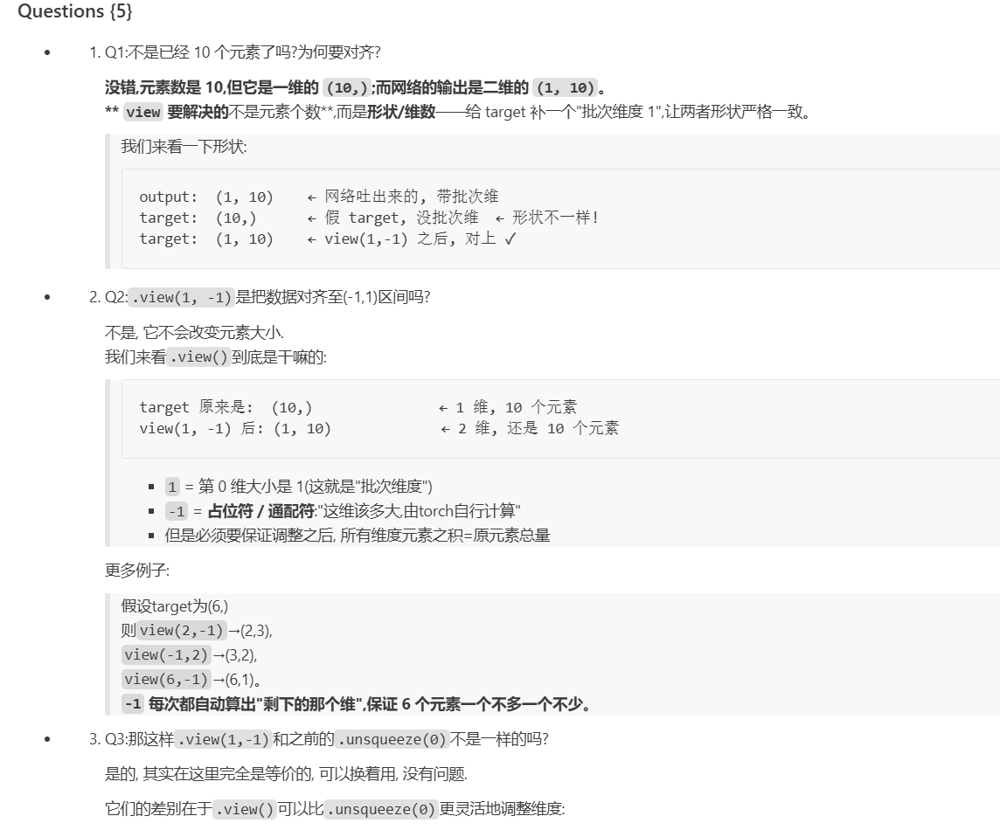 Questions {5}
1. Q1:不是已经 10 个元素了吗?为何要对齐?
没错,元素数是 10,但它是一维的 (10,);而网络的输出是二维的 (1, 10)。
** view 要解决的不是元素个数**,而是形状/维数——给 target 补一个"批次维度 1",让两者形状严格一致。
我们来看一下形状:
output: (1, 10) ← 网络吐出来的, 带批次维
target: (10,) ← 假 target, 没批次维 ← 形状不一样!
target: (1, 10) ← view(1,-1) 之后, 对上 ✓
2. Q2:.view(1, -1)是把数据对齐至(-1,1)区间吗?
不是, 它不会改变元素大小.
我们来看.view()到底是干嘛的:
target 原来是: (10,) ← 1 维, 10 个元素
view(1, -1) 后: (1, 10) ← 2 维, 还是 10 个元素
1 = 第 0 维大小是 1(这就是"批次维度")
-1 = 占位符 / 通配符:"这维该多大,由torch自行计算"
但是必须要保证调整之后, 所有维度元素之积=原元素总量
更多例子:
假设target为(6,)
则view(2,-1)→(2,3),
view(-1,2)→(3,2),
view(6,-1)→(6,1)。
-1 每次都自动算出"剩下的那个维",保证 6 个元素一个不多一个不少。
3. Q3:那这样.view(1,-1)和之前的.unsqueeze(0)不是一样的吗?
是的, 其实在这里完全是等价的, 可以换着用, 没有问题.
它们的差别在于.view()可以比.unsqueeze(0)更灵活地调整维度: